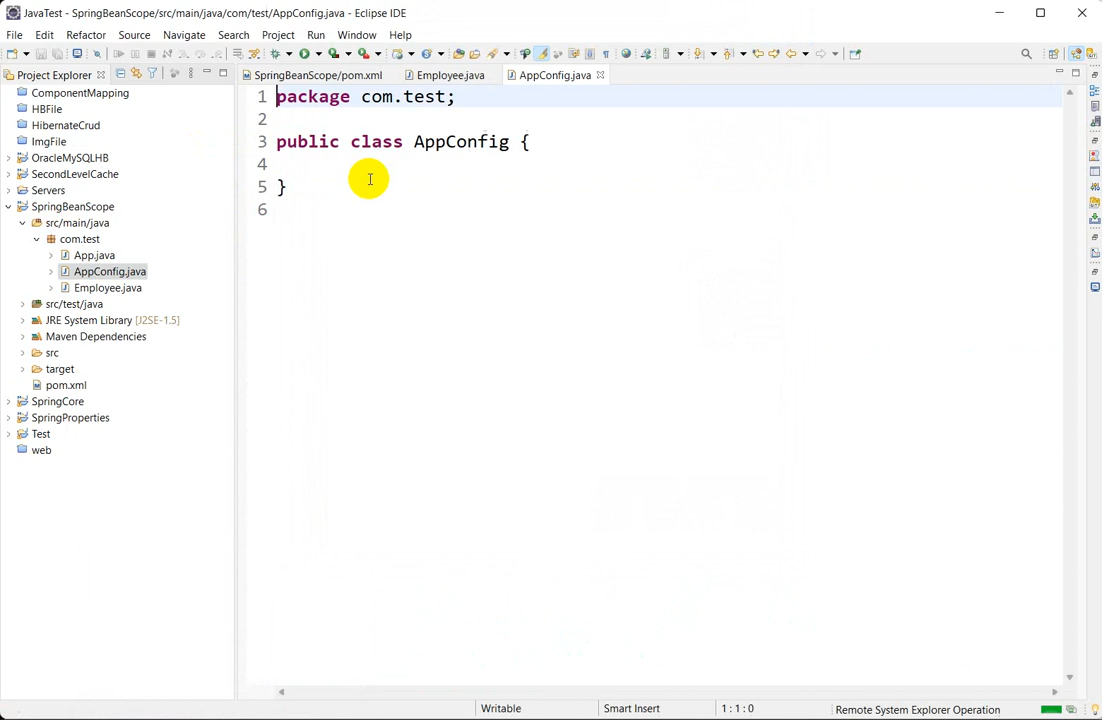 JavaTest - SpringBeanScope/src/main/java/com/test/AppConfig.java - Eclipse IDE
File Edit Refactor Source Navigate Search Project Run Window Help
Project Explorer
SpringBeanScope/pom.xml Employee.java AppConfig.java
ComponentMapping
HBFile
HibernateCrud
ImgFile
OracleMySQLHB
SecondLevelCache
Servers
SpringBeanScope
src/main/java
com.test
App.java
AppConfig.java
Employee.java
src/test/java
JRE System Library [J2SE-1.5]
Maven Dependencies
src
target
pom.xml
SpringCore
SpringProperties
Test
web
1 package com.test;
2
3 public class AppConfig {
4
5 }
6
Writable Smart Insert 1 : 1 : 0 Remote System Explorer Operation